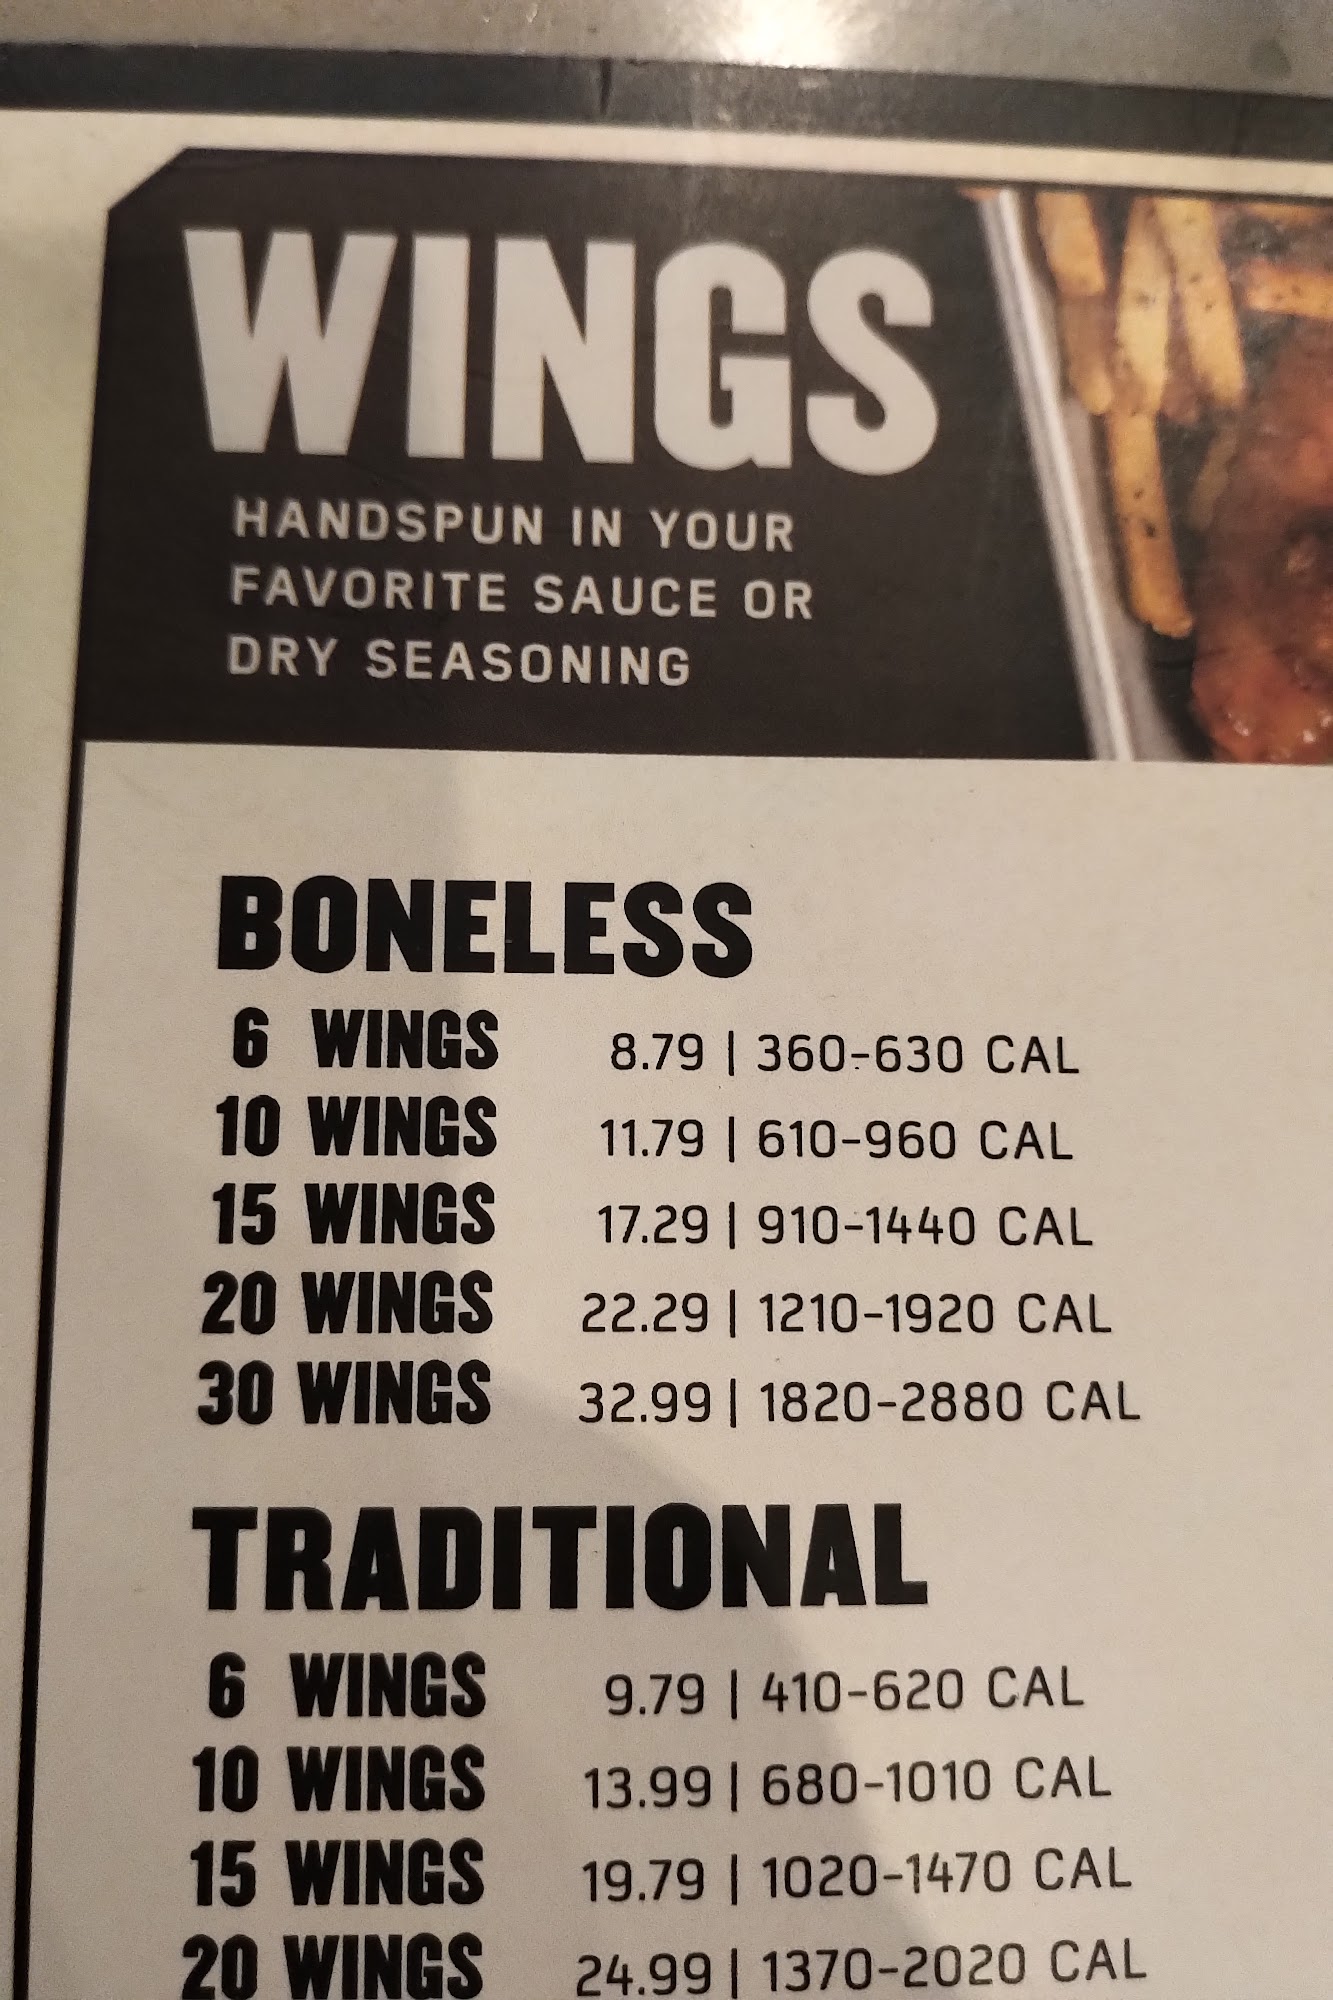 WINGS
HANDSPUN IN YOUR
FAVORITE SAUCE OR
DRY SEASONING
BONELESS
6 WINGS 8.79 | 360-630 CAL
10 WINGS 11.79 | 610-960 CAL
15 WINGS 17.29 | 910-1440 CAL
20 WINGS 22.29 | 1210-1920 CAL
30 WINGS 32.99 | 1820-2880 CAL
TRADITIONAL
6 WINGS 9.79 | 410-620 CAL
10 WINGS 13.99 | 680-1010 CAL
15 WINGS 19.79 | 1020-1470 CAL
20 WINGS 24.99 | 1370-2020 CAL